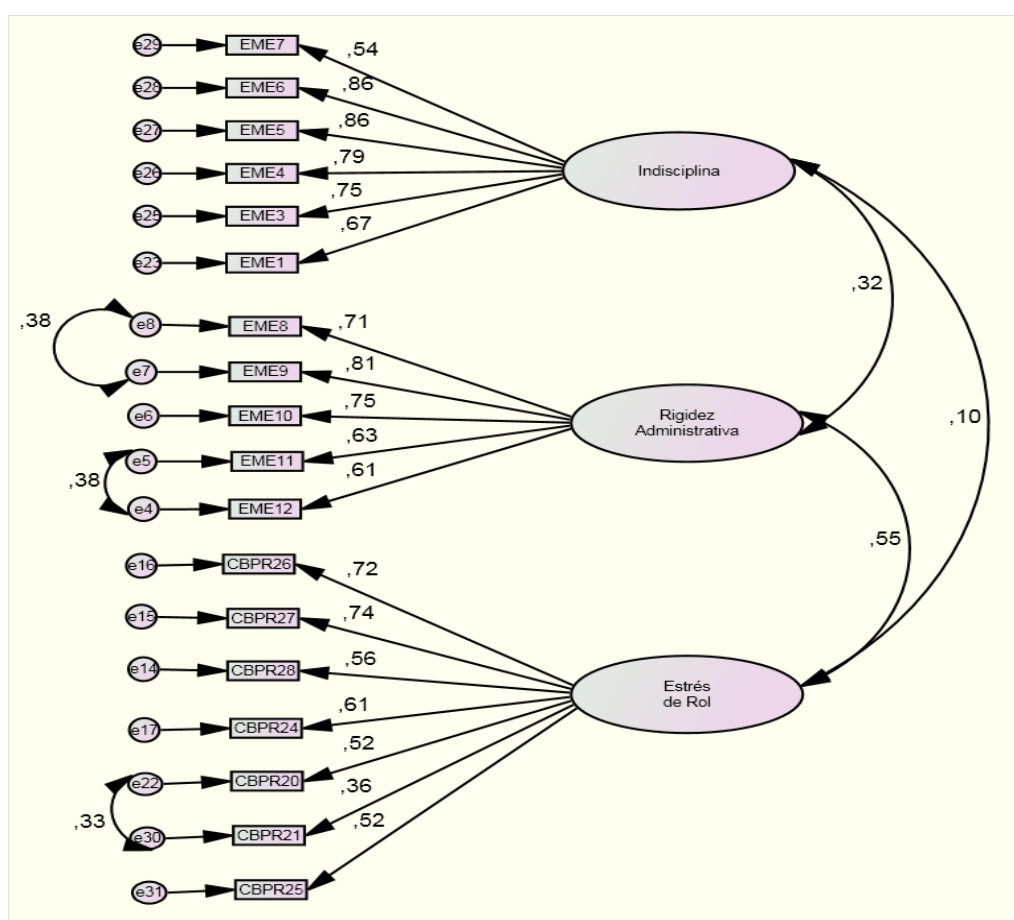 e29
EME7
,54
e28
EME6
,86
e27
EME5
,86
e26
EME4
,79
e25
EME3
,75
e23
EME1
,67
Indisciplina
,32
,38
e8
EME8
,71
e7
EME9
,81
e6
EME10
,75
e5
EME11
,63
,38
e4
EME12
,61
Rigidez
Administrativa
,10
,55
e16
CBPR26
,72
e15
CBPR27
,74
e14
CBPR28
,56
e17
CBPR24
,61
e22
CBPR20
,52
,33
e30
CBPR21
,36
e31
CBPR25
,52
Estrés
de Rol